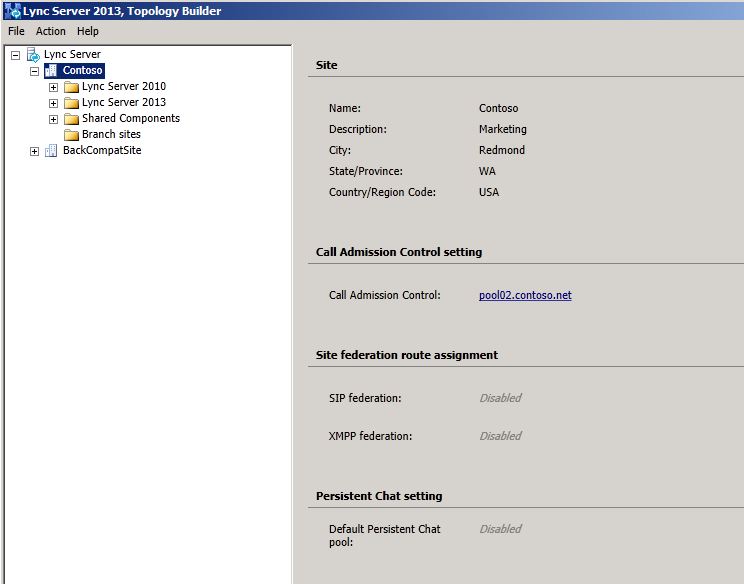 Lync Server 2013, Topology Builder
File Action Help
Lync Server
Contoso
Lync Server 2010
Lync Server 2013
Shared Components
Branch sites
BackCompatSite
Site
Name: Contoso
Description: Marketing
City: Redmond
State/Province: WA
Country/Region Code: USA
Call Admission Control setting
Call Admission Control: pool02.contoso.net
Site federation route assignment
SIP federation: Disabled
XMPP federation: Disabled
Persistent Chat setting
Default Persistent Chat Disabled
pool: